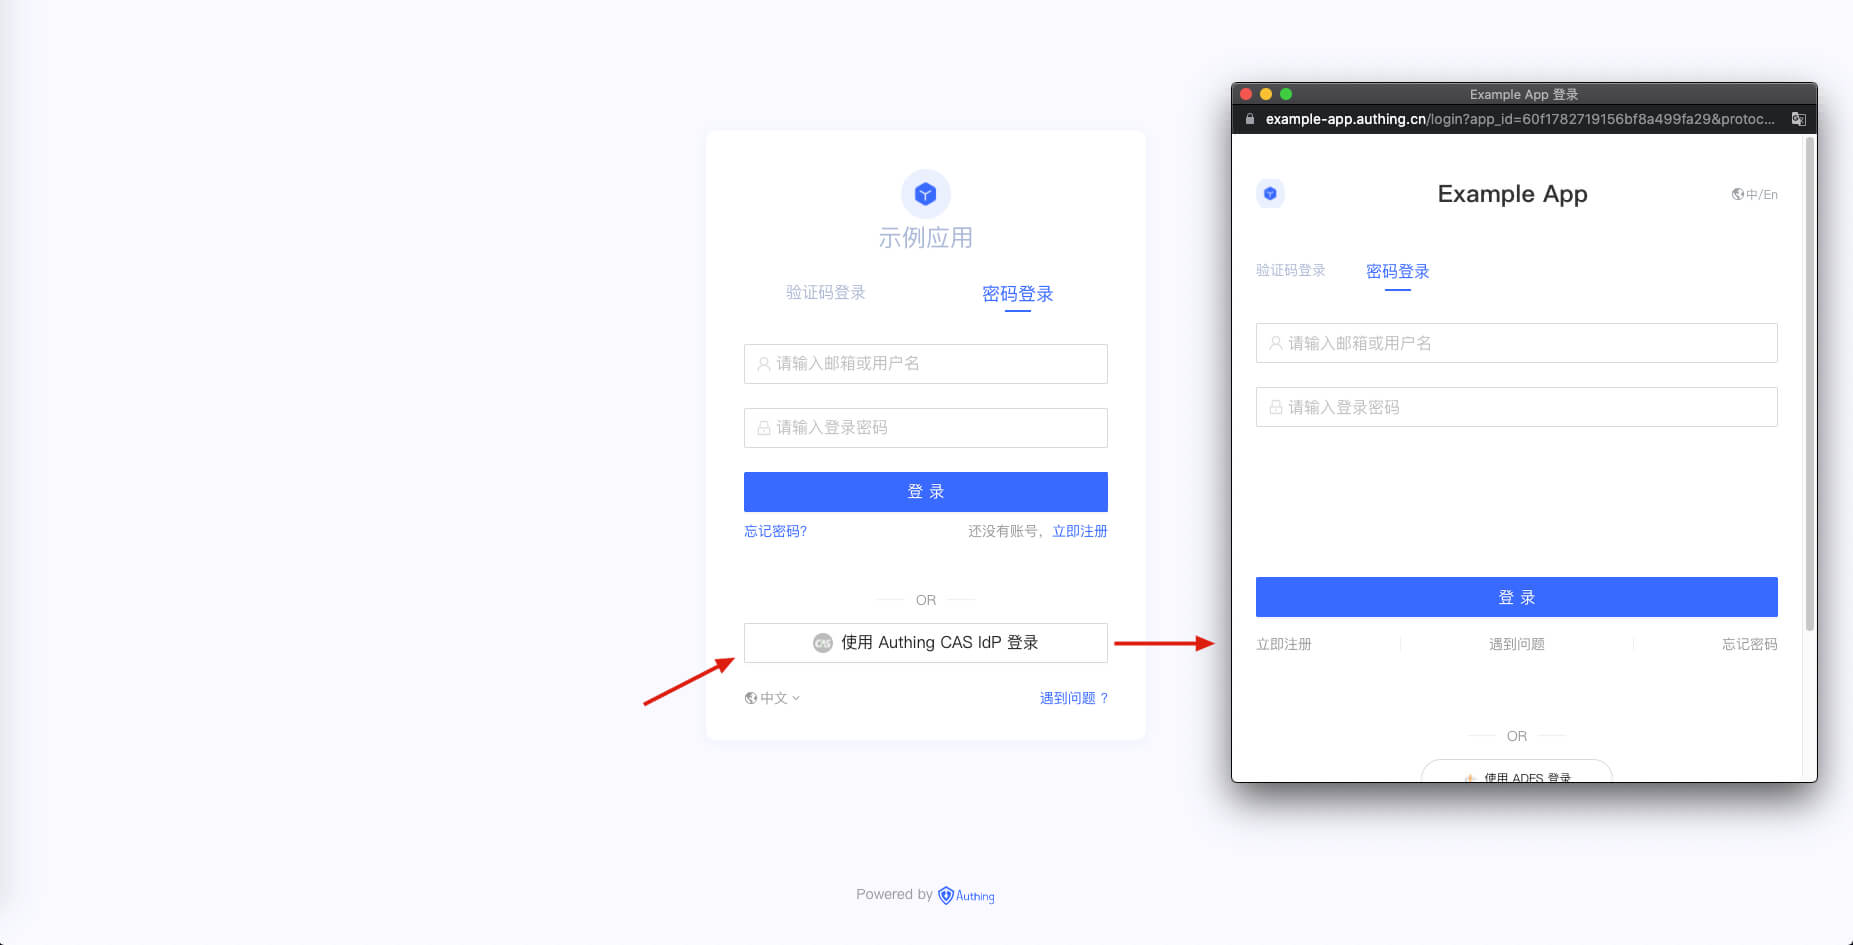 示例应用
验证码登录
密码登录
请输入邮箱或用户名
请输入登录密码
登 录
忘记密码?
还没有账号，立即注册
OR
CAS 使用 Authing CAS IdP 登录
中文
遇到问题 ?
Powered by Authing
Example App 登录
example-app.authing.cn/login?app_id=60f1782719156bf8a499fa29&protoc...
Example App
中/En
验证码登录
密码登录
请输入邮箱或用户名
请输入登录密码
登 录
立即注册
遇到问题
忘记密码
OR
使用 ADFS 登录